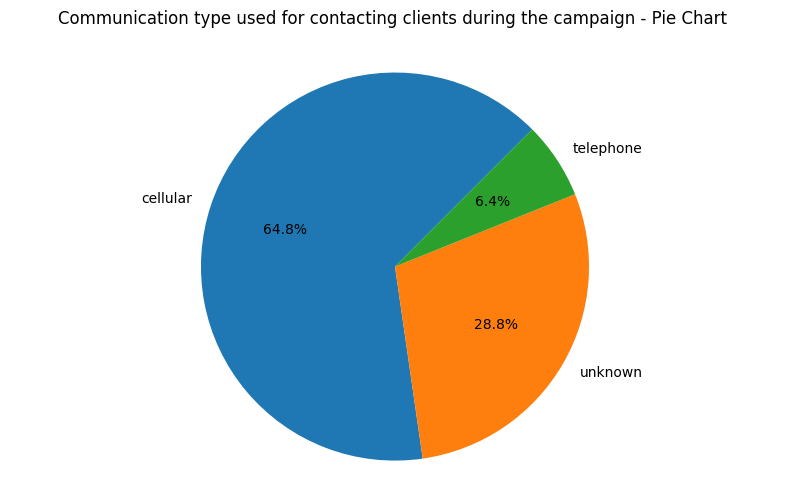 Communication type used for contacting clients during the campaign - Pie Chart
telephone
cellular
6.4%
64.8%
28.8%
unknown